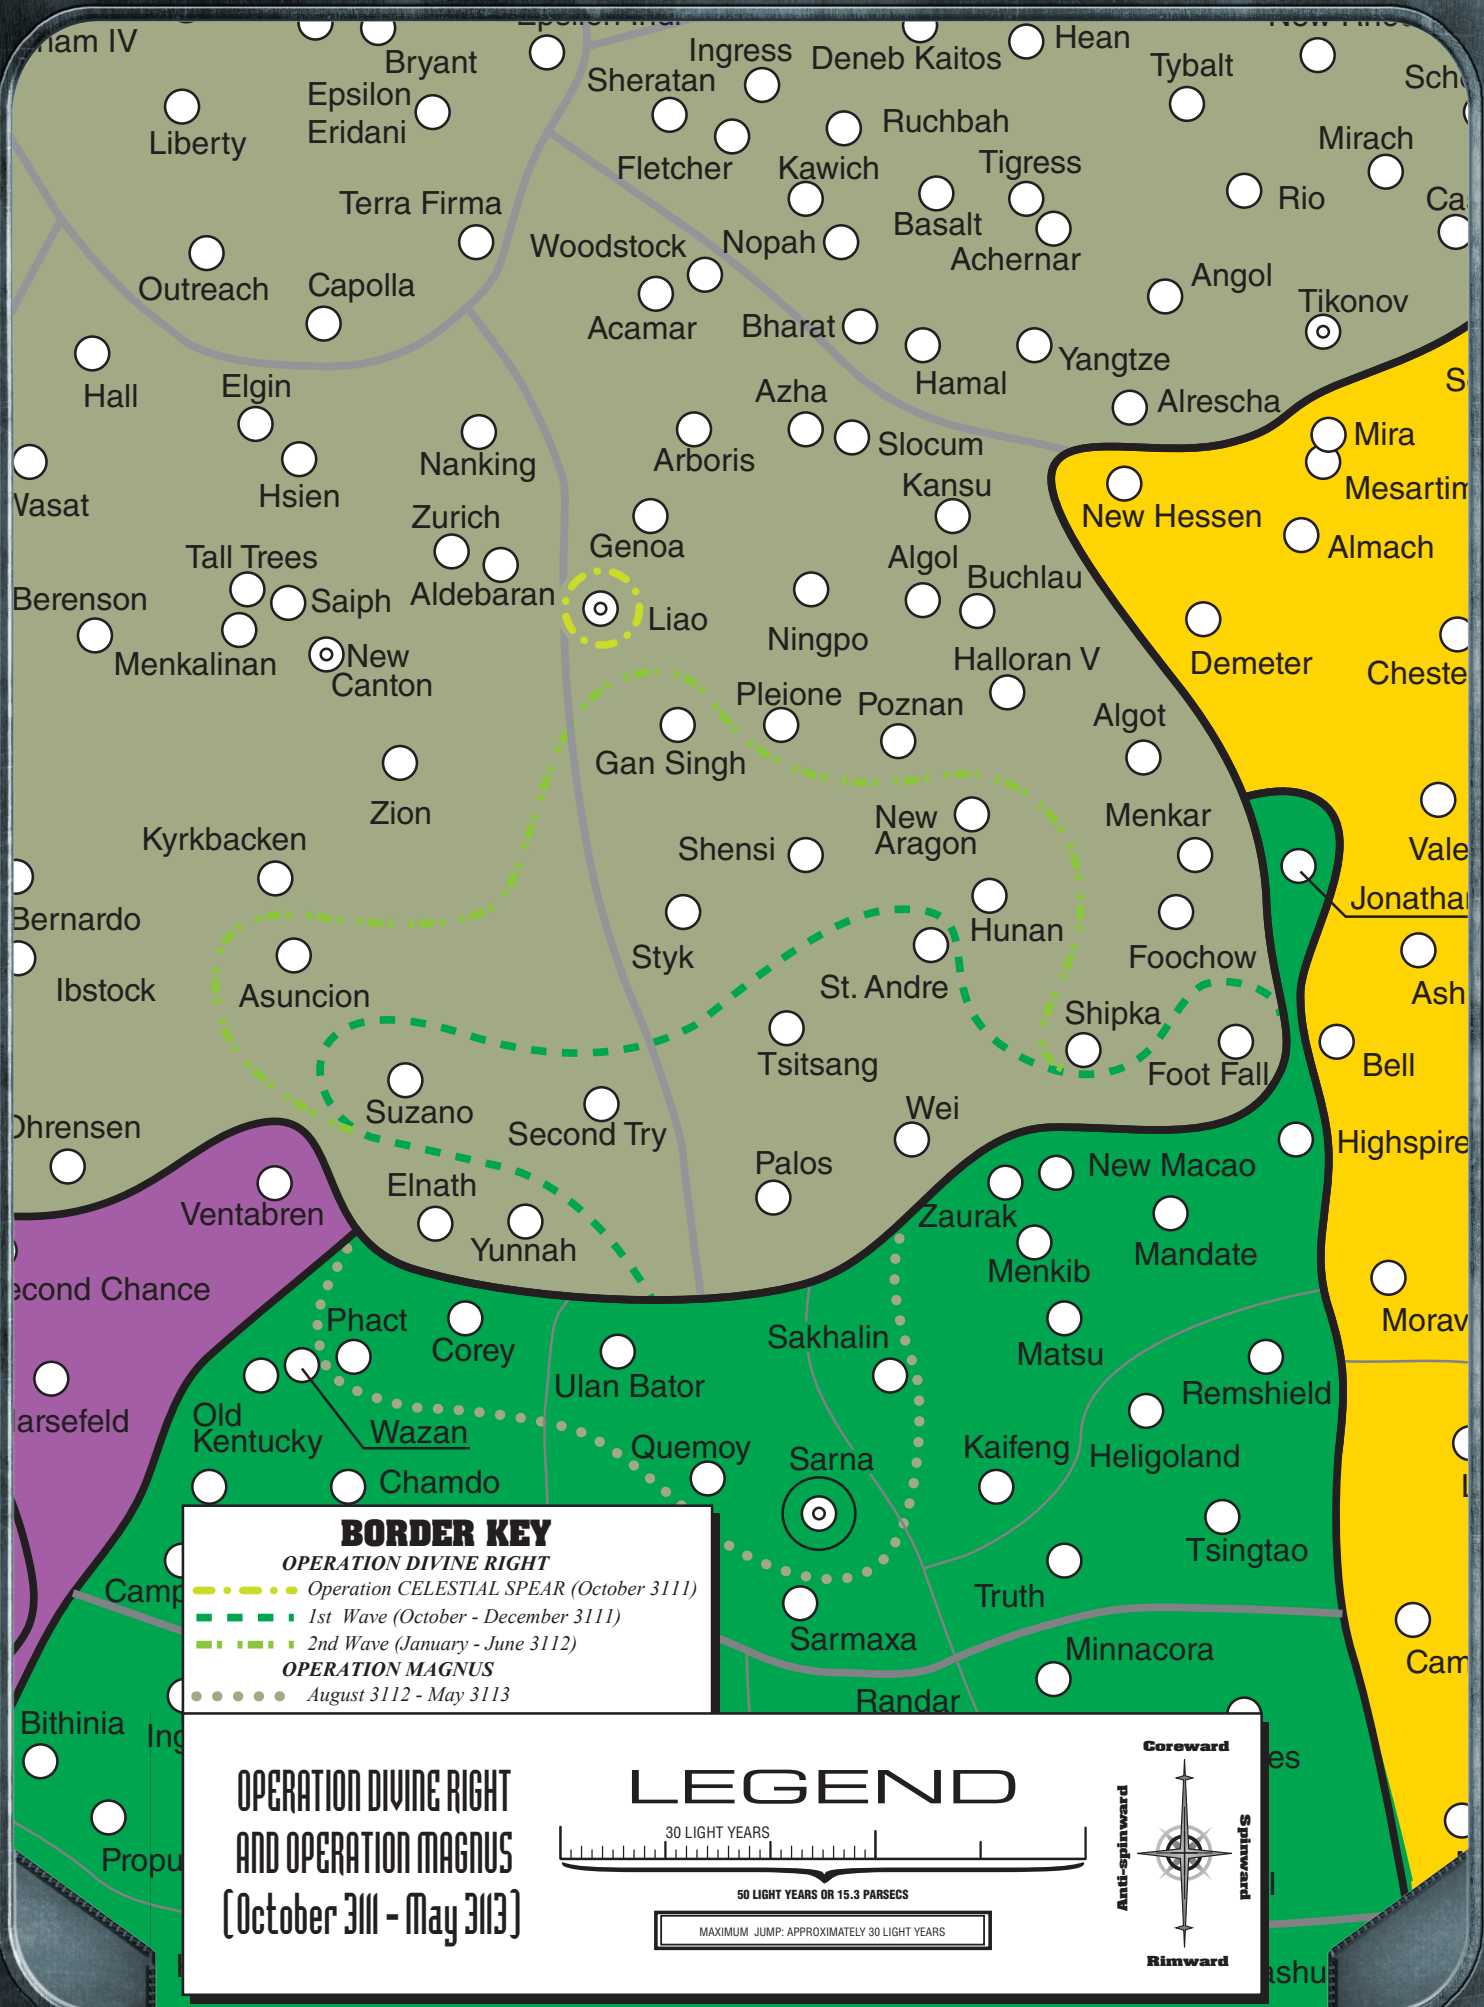 Bryant
Ingress
Deneb Kaitos
Hean
Tybalt
Sheratan
Epsilon
Eridani
Liberty
Ruchbah
Mirach
Fletcher
Kawich
Tigress
Rio
Terra Firma
Basalt
Woodstock
Nopah
Achernar
Outreach
Capolla
Angol
Tikonov
Acamar
Bharat
Yangtze
Hall
Elgin
Azha
Hamal
Alrescha
Mira
Nanking
Arboris
Slocum
Hsien
Kansu
Mesartim
New Hessen
Zurich
Genoa
Almach
Tall Trees
Algol
Buchlau
Berenson
Saiph
Aldebaran
Liao
Ningpo
Menkalinan
New
Canton
Halloran V
Demeter
Pleione
Poznan
Algot
Gan Singh
Zion
New
Aragon
Menkar
Kyrkbacken
Shensi
Bernardo
Hunan
Styk
Foochow
Ibstock
Asuncion
St. Andre
Shipka
Tsitsang
Foot Fall
Bell
Suzano
Second Try
Wei
Highspire
Palos
New Macao
Elnath
Ventabren
Zaurak
Yunnah
Mandate
Menkib
Second Chance
Phact
Corey
Sakhalin
Matsu
Ulan Bator
Remshield
Old
Kentucky
Wazan
Quemoy
Sarna
Kaifeng
Heligoland
Chamdo
Tsingtao
Truth
Sarmaxa
Minnacora
Randar
Bithinia
BORDER KEY
OPERATION DIVINE RIGHT
Operation CELESTIAL SPEAR (October 3111)
1st Wave (October - December 3111)
2nd Wave (January - June 3112)
OPERATION MAGNUS
August 3112 - May 3113
OPERATION DIVINE RIGHT
AND OPERATION MAGNUS
(October 3111 - May 3113)
LEGEND
30 LIGHT YEARS
50 LIGHT YEARS OR 15.3 PARSECS
MAXIMUM JUMP: APPROXIMATELY 30 LIGHT YEARS
Coreward
Anti-spinward
Spinward
Rimward